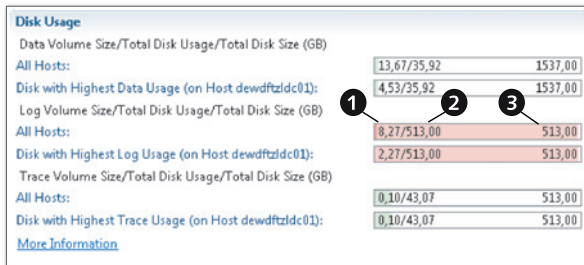 Disk Usage
Data Volume Size/Total Disk Usage/Total Disk Size (GB)
All Hosts: 13,67/35,92 1537,00
Disk with Highest Data Usage (on Host dewdftzldc01): 4,53/35,92 1537,00
Log Volume Size/Total Disk Usage/Total Disk Size (GB) 1 2 3
All Hosts: 8,27/513,00 513,00
Disk with Highest Log Usage (on Host dewdftzldc01): 2,27/513,00 513,00
Trace Volume Size/Total Disk Usage/Total Disk Size (GB)
All Hosts: 0,10/43,07 513,00
Disk with Highest Trace Usage (on Host dewdftzldc01): 0,10/43,07 513,00
More Information